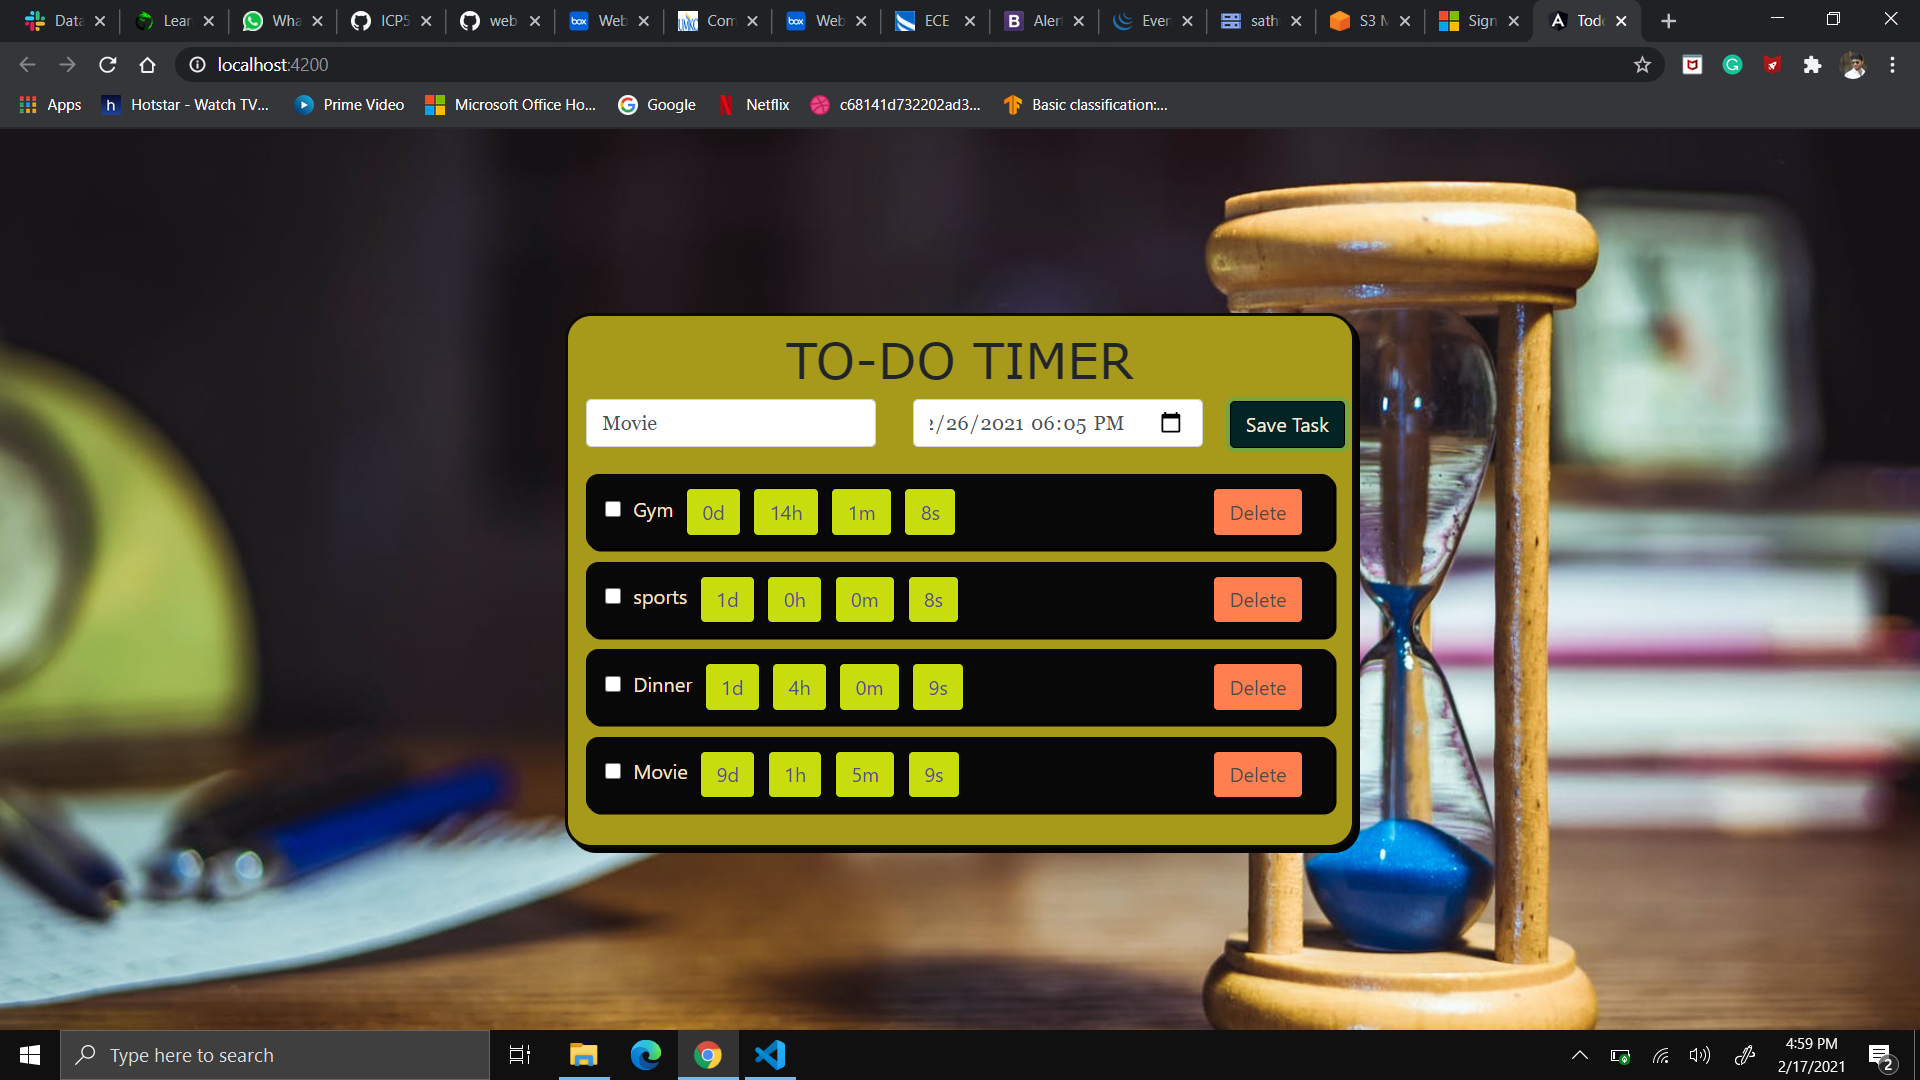 Data Lear Wha ICP5 web Web Com Web ECE Alert Ever sath S3 M Sign Todo
localhost:4200
Apps Hotstar - Watch TV... Prime Video Microsoft Office Ho... Google Netflix c68141d732202ad3... Basic classification:...
TO-DO TIMER
Movie 2/26/2021 06:05 PM Save Task
Gym 0d 14h 1m 8s Delete
sports 1d 0h 0m 8s Delete
Dinner 1d 4h 0m 9s Delete
Movie 9d 1h 5m 9s Delete
Type here to search
4:59 PM
2/17/2021
2